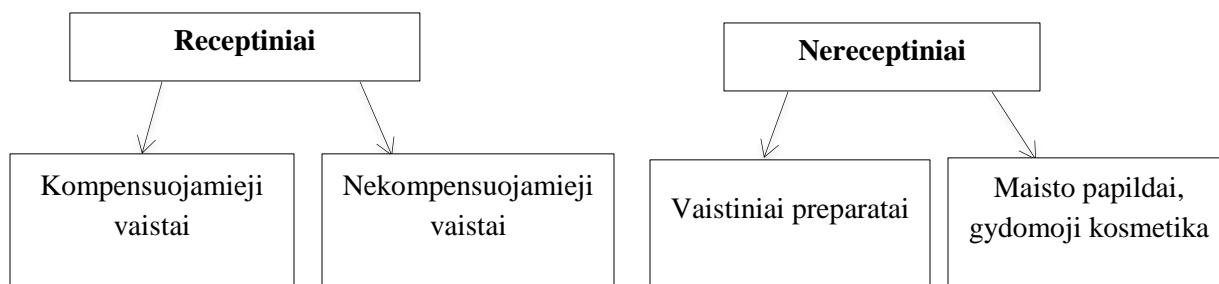 Receptiniai
Nereceptiniai
Kompensuojamieji
vaistai
Nekompensuojamieji
vaistai
Vaistiniai preparatai
Maisto papildai,
gydomoji kosmetika